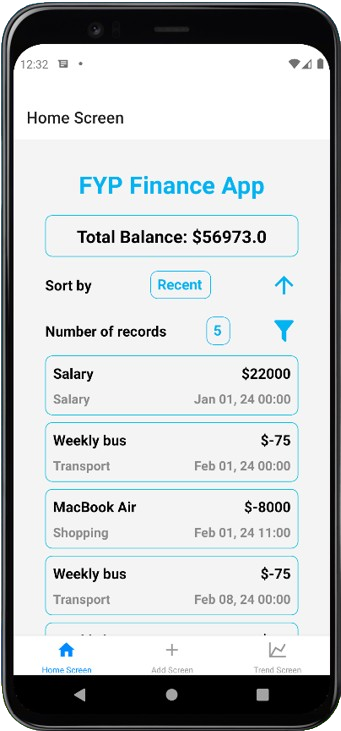 12:32
Home Screen
FYP Finance App
Total Balance: $56973.0
Sort by Recent
Number of records 5
Salary $22000
Salary Jan 01, 24 00:00
Weekly bus $-75
Transport Feb 01, 24 00:00
MacBook Air $-8000
Shopping Feb 01, 24 11:00
Weekly bus $-75
Transport Feb 08, 24 00:00
Home Screen Add Screen Trend Screen